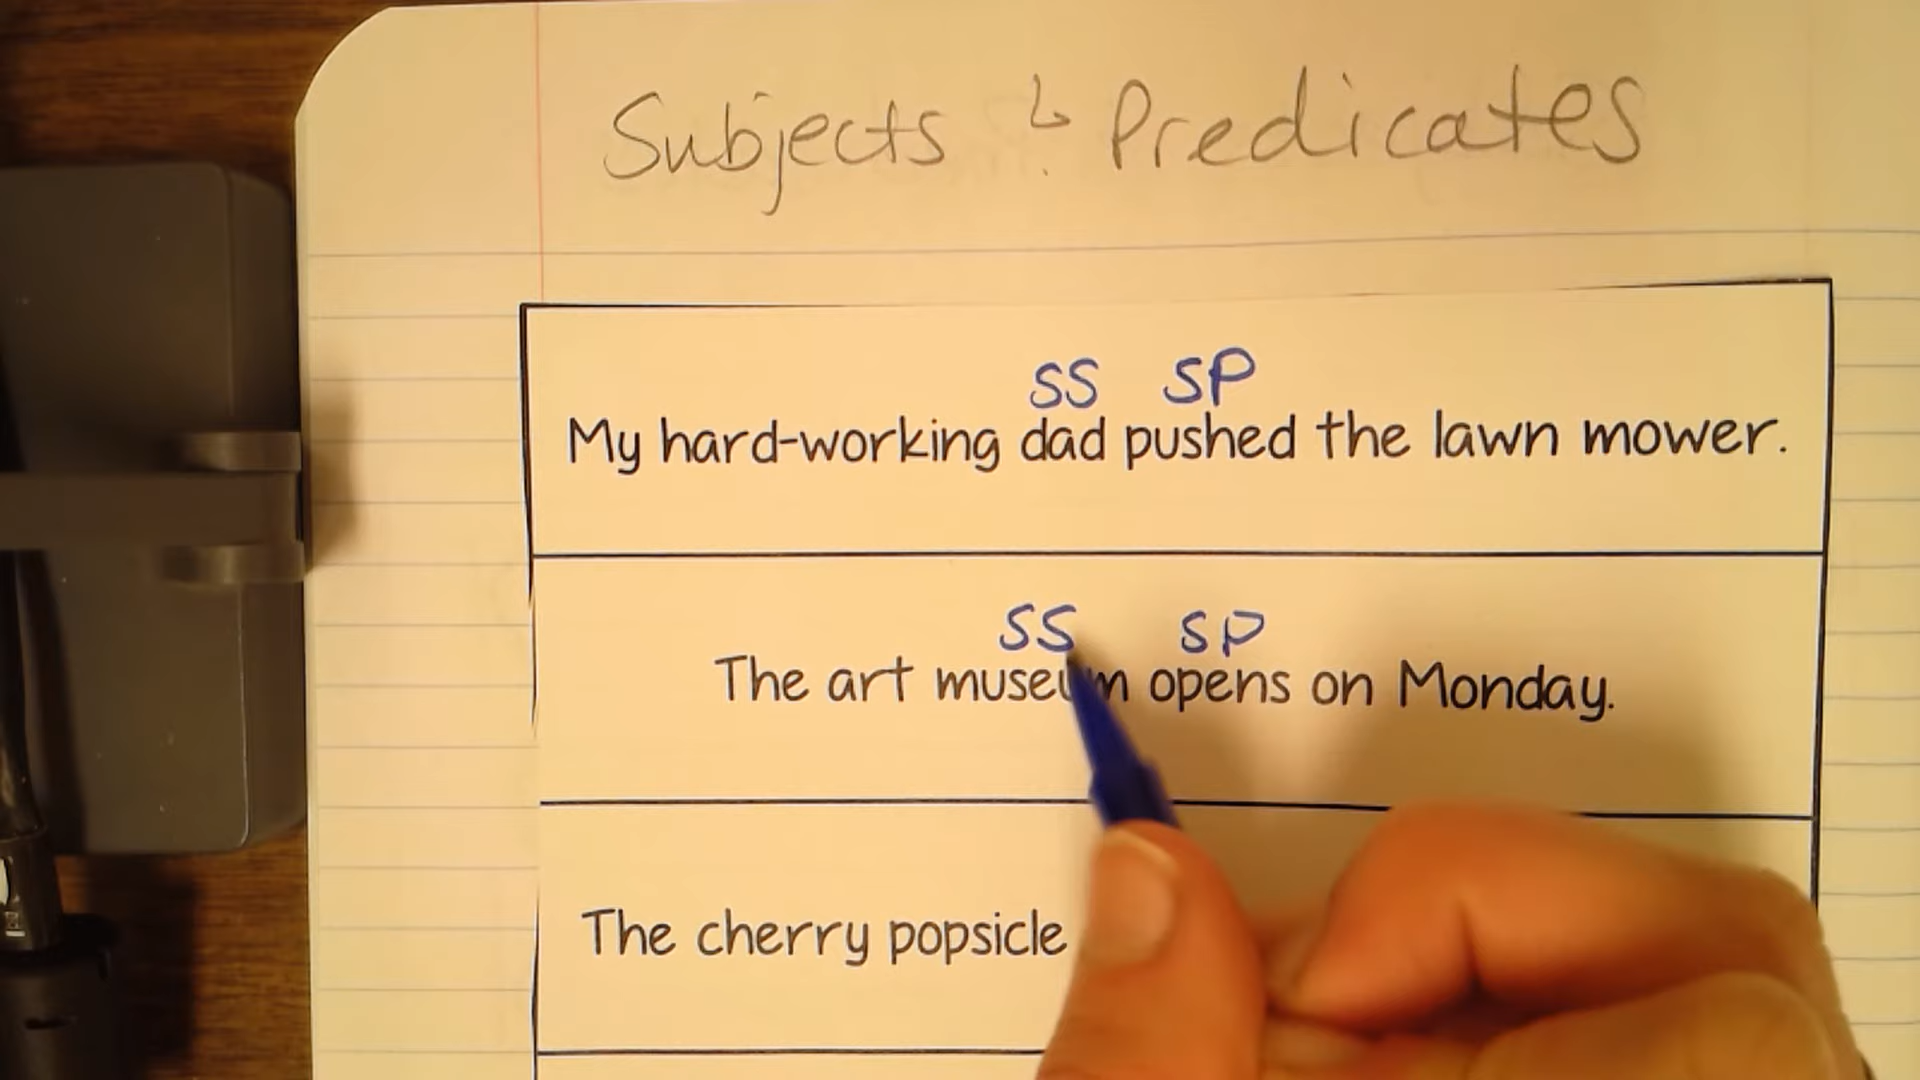 Subjects & Predicates
SS SP
My hard-working dad pushed the lawn mower.
SS SP
The art museum opens on Monday.
The cherry popsicle